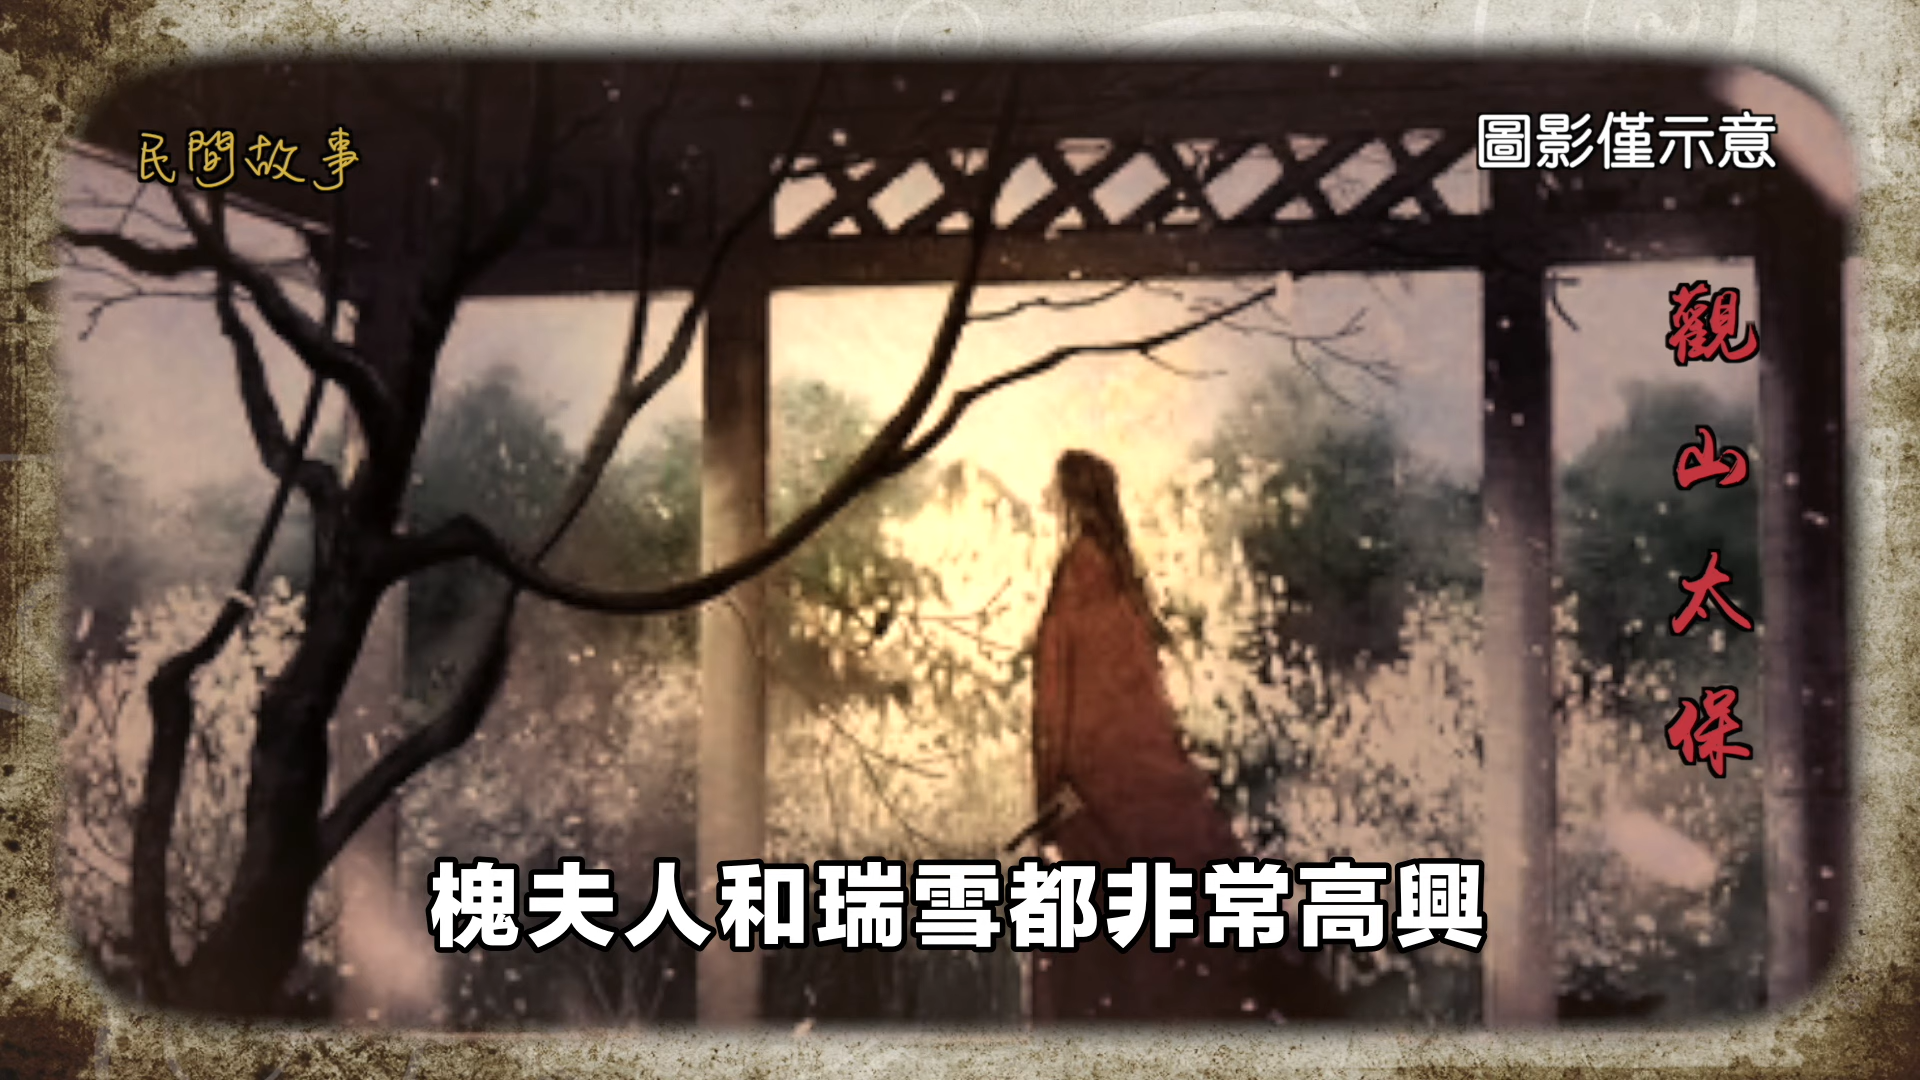 民間故事
圖影僅示意
觀山太保
槐夫人和瑞雪都非常高興